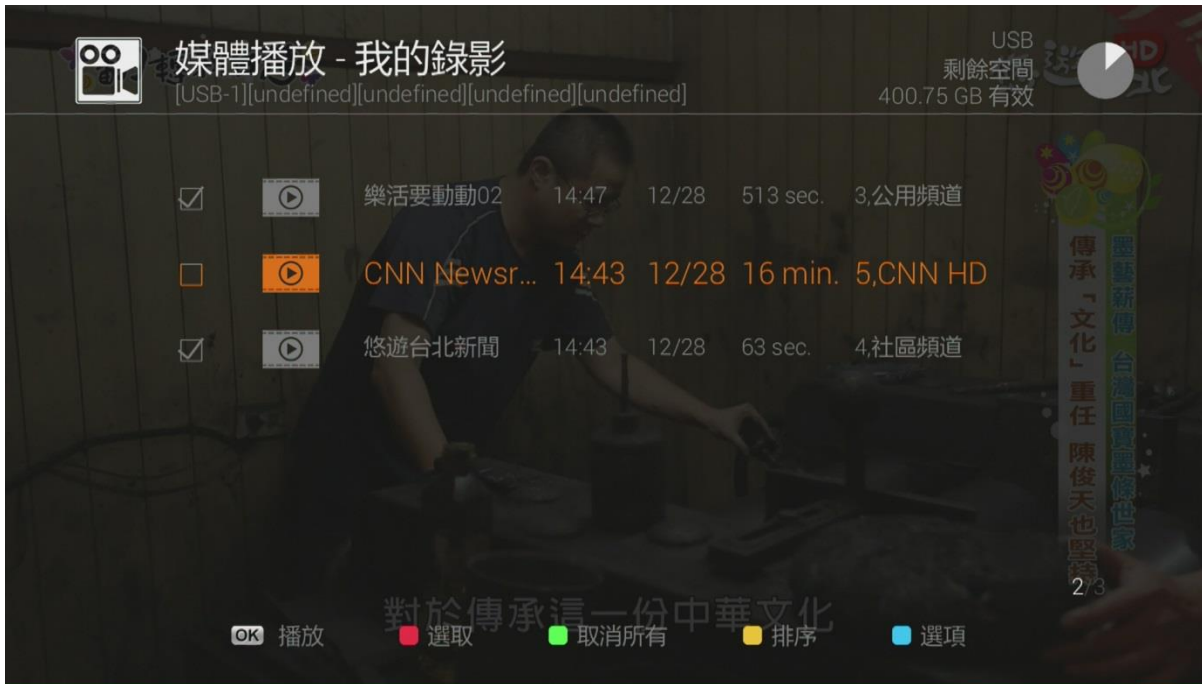 媒體播放 - 我的錄影
[USB-1][undefined][undefined][undefined][undefined]
USB
剩餘空間
400.75 GB 有效
HD
樂活要動動02 14:47 12/28 513 sec. 3,公用頻道
CNN Newsr... 14:43 12/28 16 min. 5,CNN HD
悠遊台北新聞 14:43 12/28 63 sec. 4,社區頻道
墨藝薪傳 台灣國寶墨條世家
傳承「文化」重任 陳俊天也堅持
2/3
對於傳承這一份中華文化
OK 播放 選取 取消所有 排序 選項